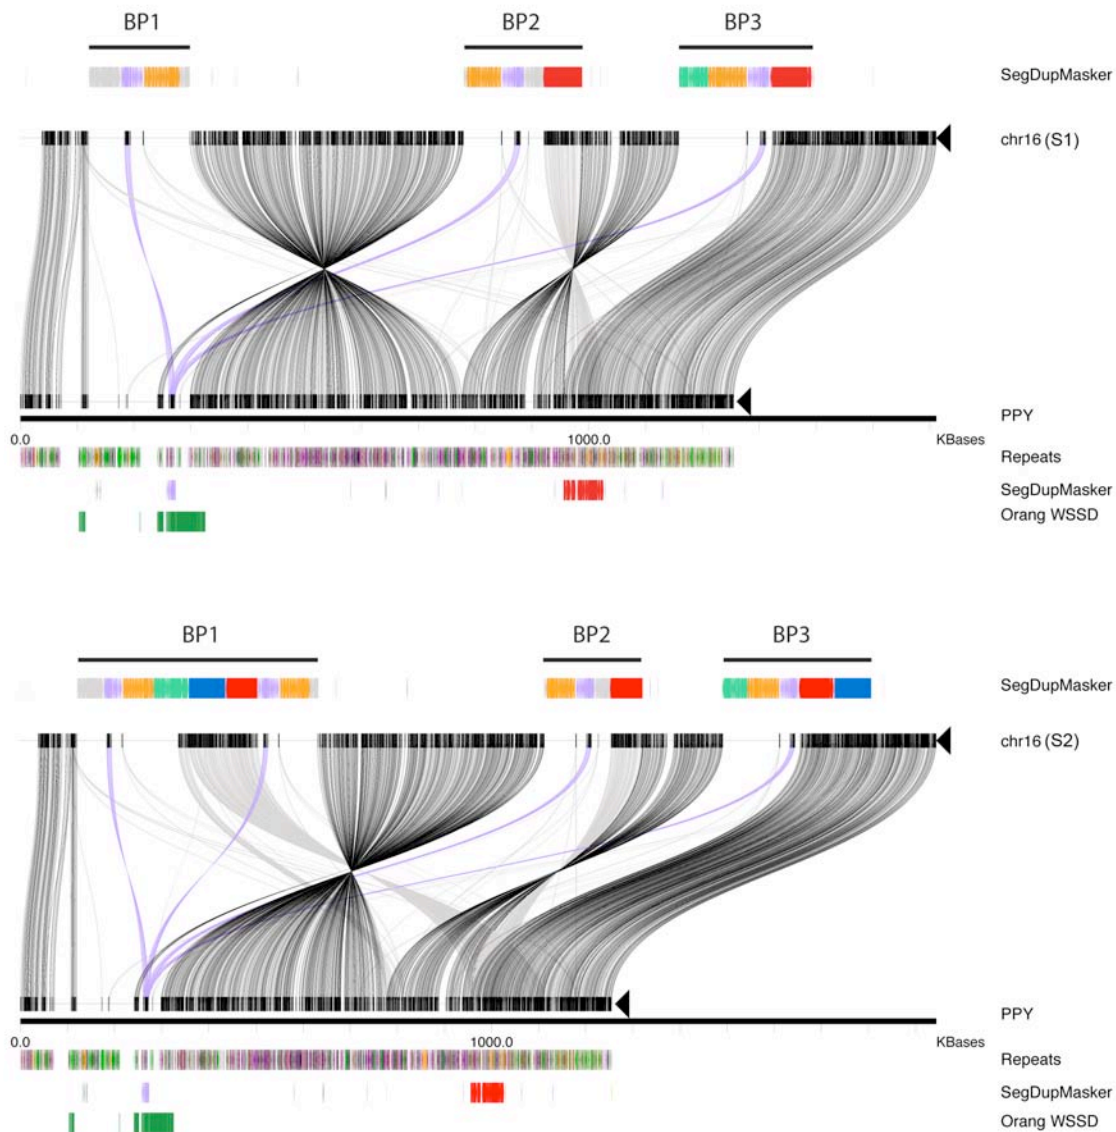 BP1 BP2 BP3
SegDupMasker
chr16 (S1)
PPY
0.0 1000.0 KBases
Repeats
SegDupMasker
Orang WSSD
BP1 BP2 BP3
SegDupMasker
chr16 (S2)
PPY
0.0 1000.0 KBases
Repeats
SegDupMasker
Orang WSSD